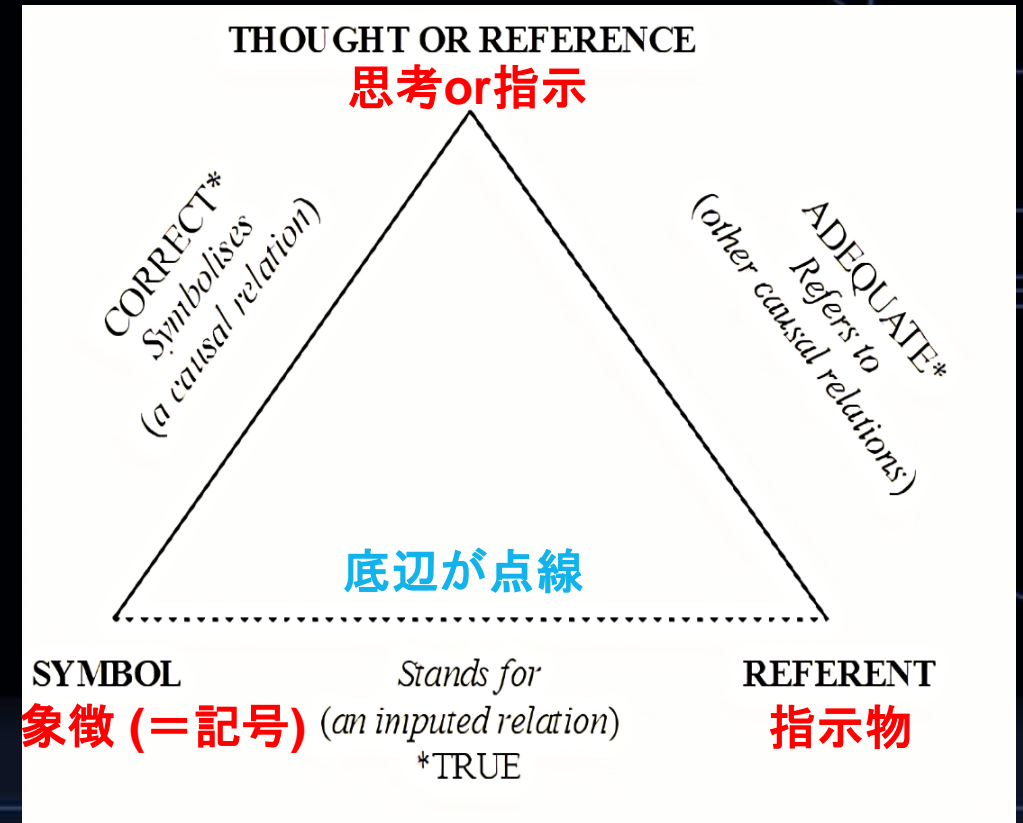 THOUGHT OR REFERENCE
思考or指示
CORRECT*
Symbolises
(a causal relation)
ADEQUATE*
Refers to
(other causal relations)
底辺が点線
SYMBOL
象徴 (＝記号)
Stands for
(an imputed relation)
*TRUE
REFERENT
指示物